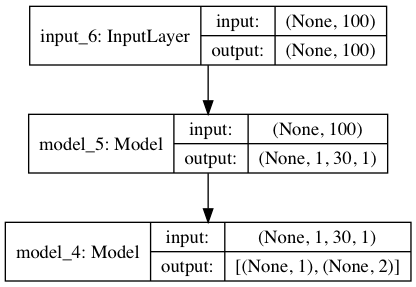 input_6: InputLayer
input: (None, 100)
output: (None, 100)
model_5: Model
input: (None, 100)
output: (None, 1, 30, 1)
model_4: Model
input: (None, 1, 30, 1)
output: [(None, 1), (None, 2)]